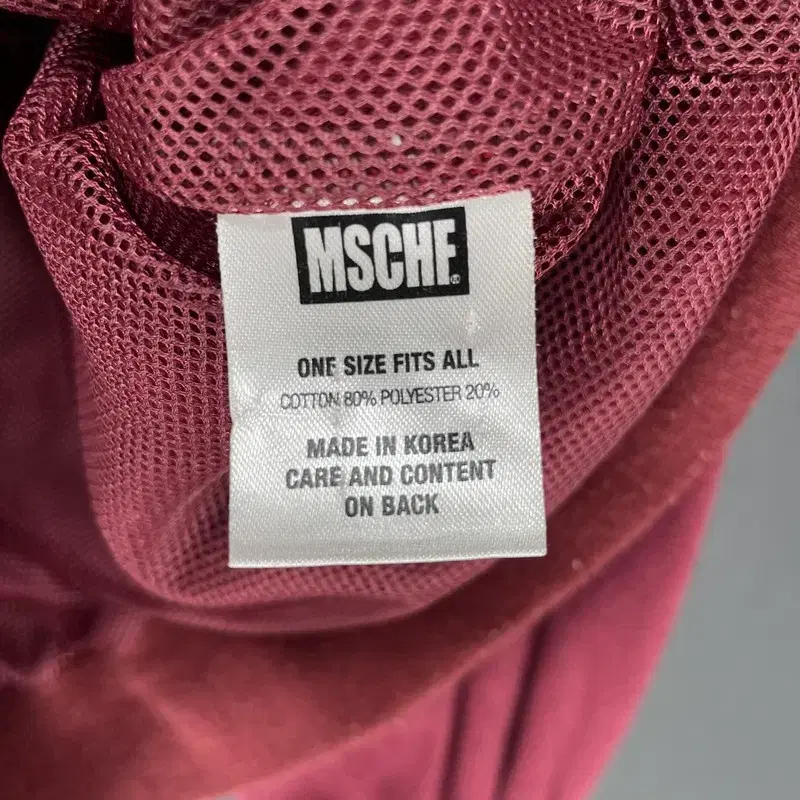 MSCHF
ONE SIZE FITS ALL
COTTON 80% POLYESTER 20%
MADE IN KOREA
CARE AND CONTENT
ON BACK